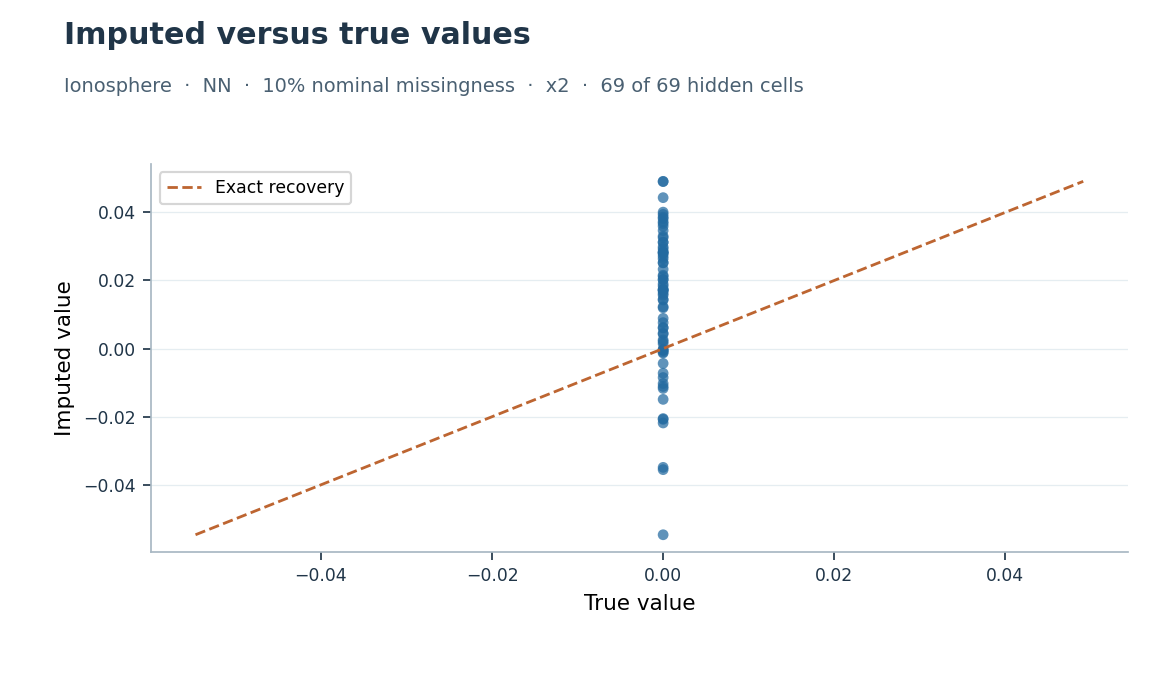 Imputed versus true values
Ionosphere · NN · 10% nominal missingness · x2 · 69 of 69 hidden cells
Exact recovery
0.04
0.02
0.00
−0.02
−0.04
Imputed value
−0.04
−0.02
0.00
0.02
0.04
True value